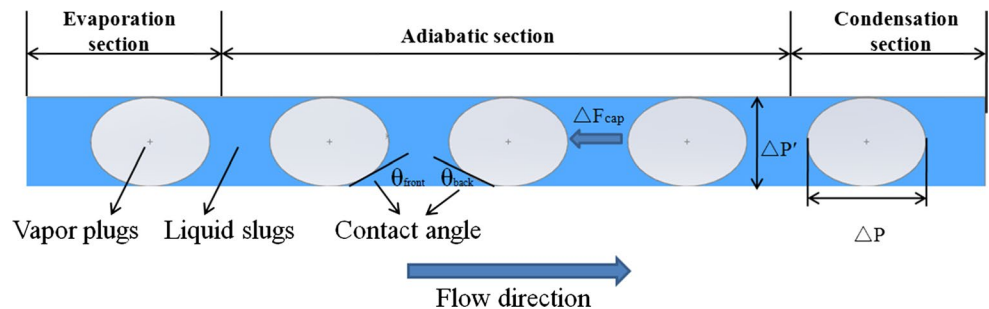 Evaporation
section
Adiabatic section
Condensation
section
△Fcap
△P′
θfront
θback
Vapor plugs
Liquid slugs
Contact angle
△P
Flow direction